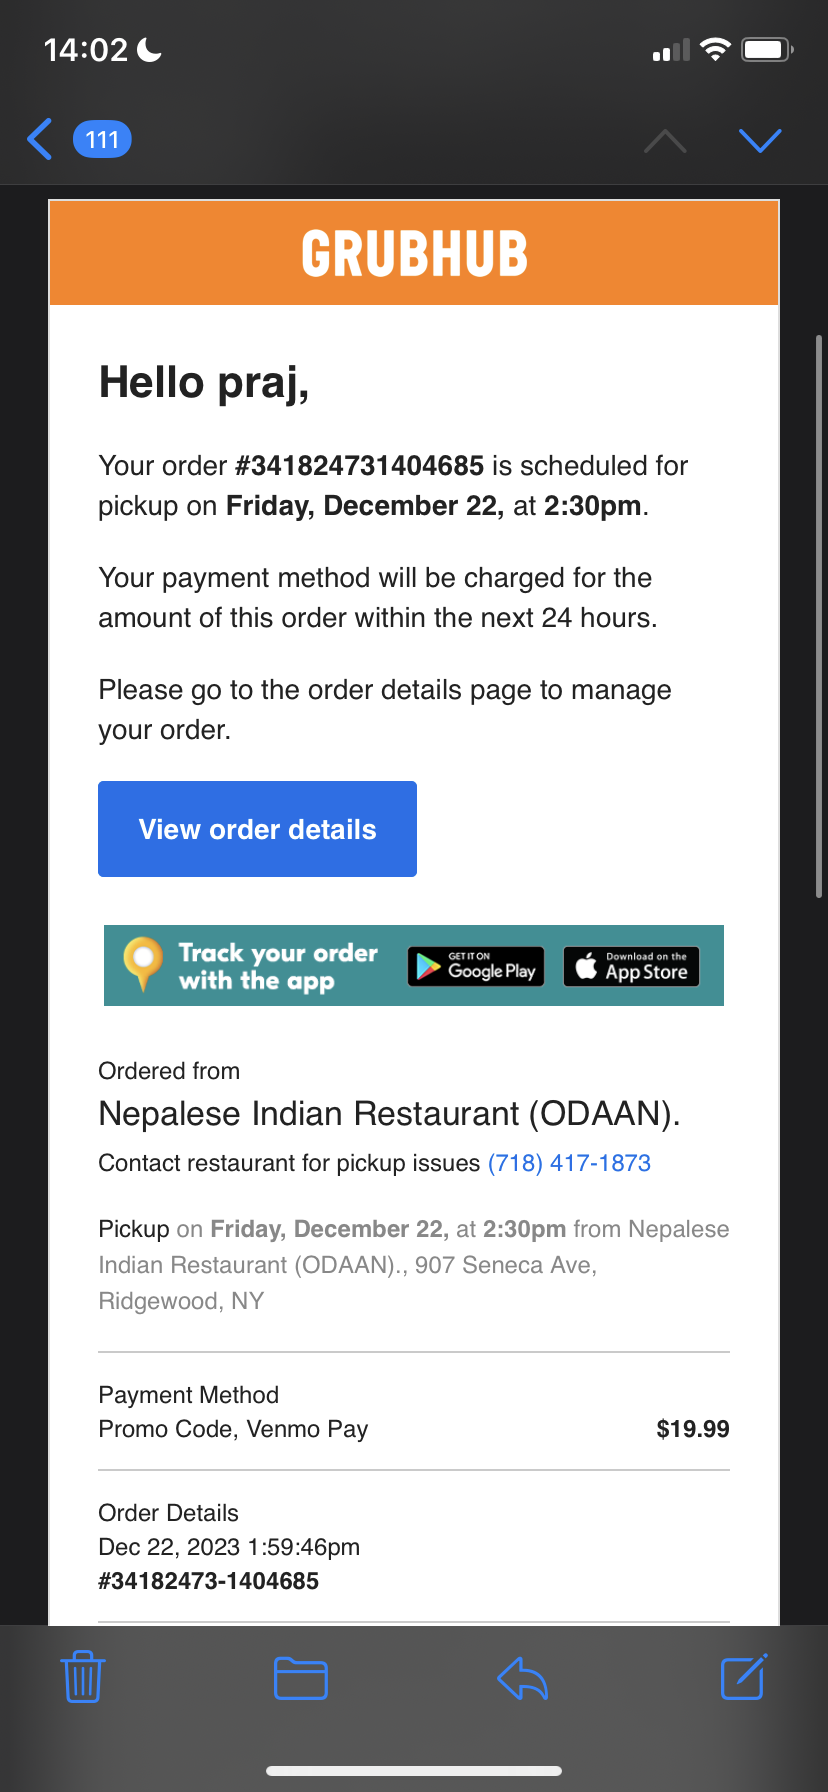 14:02
111
GRUBHUB
Hello praj,
Your order #341824731404685 is scheduled for
pickup on Friday, December 22, at 2:30pm.
Your payment method will be charged for the
amount of this order within the next 24 hours.
Please go to the order details page to manage
your order.
View order details
Track your order
with the app
GET IT ON
Google Play
Download on the
App Store
Ordered from
Nepalese Indian Restaurant (ODAAN).
Contact restaurant for pickup issues (718) 417-1873
Pickup on Friday, December 22, at 2:30pm from Nepalese
Indian Restaurant (ODAAN)., 907 Seneca Ave,
Ridgewood, NY
Payment Method
Promo Code, Venmo Pay $19.99
Order Details
Dec 22, 2023 1:59:46pm
#34182473-1404685